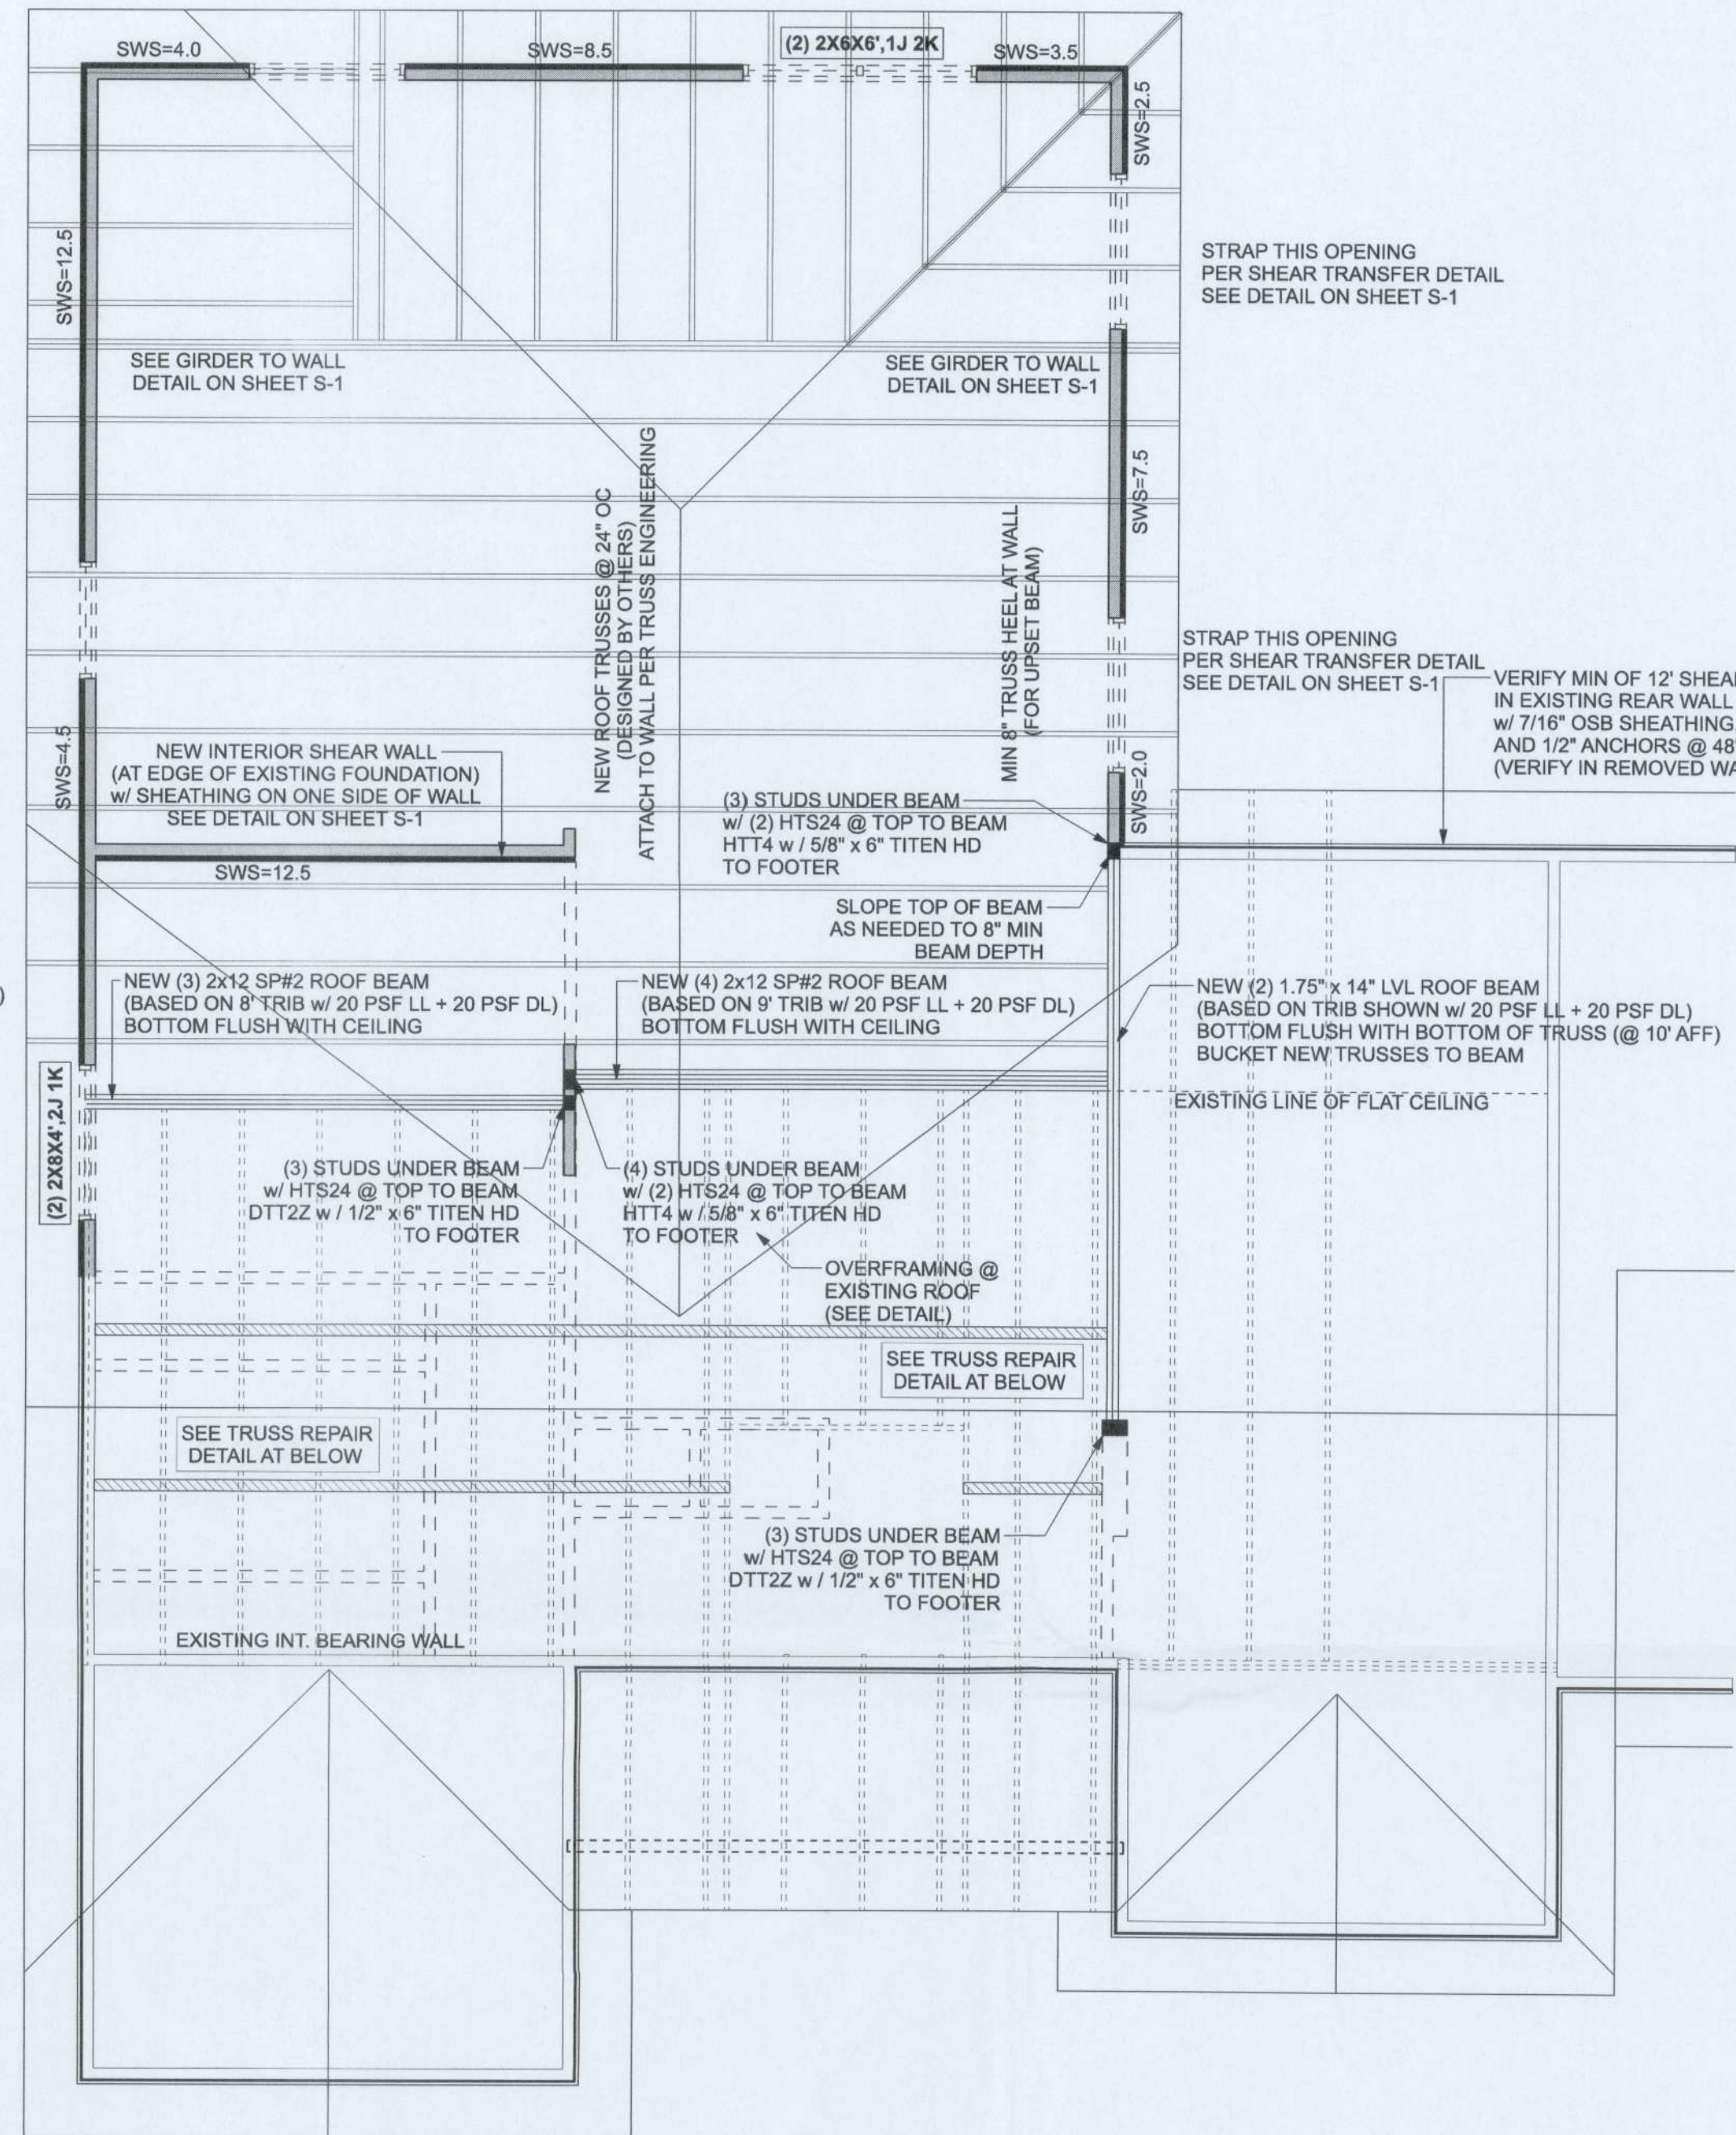 SWS=4.0
SWS=8.5
(2) 2X6X6',1J 2K
SWS=3.5
SWS=2.5
SWS=12.5
STRAP THIS OPENING
PER SHEAR TRANSFER DETAIL
SEE DETAIL ON SHEET S-1
SEE GIRDER TO WALL
DETAIL ON SHEET S-1
SEE GIRDER TO WALL
DETAIL ON SHEET S-1
NEW ROOF TRUSSES @ 24" OC
(DESIGNED BY OTHERS)
ATTACH TO WALL PER TRUSS ENGINEERING
MIN 8" TRUSS HEEL AT WALL
(FOR UPSET BEAM)
SWS=7.5
STRAP THIS OPENING
PER SHEAR TRANSFER DETAIL
SEE DETAIL ON SHEET S-1
VERIFY MIN OF 12' SHEAR
IN EXISTING REAR WALL
w/ 7/16" OSB SHEATHING
AND 1/2" ANCHORS @ 48"
(VERIFY IN REMOVED WA
SWS=4.5
NEW INTERIOR SHEAR WALL
(AT EDGE OF EXISTING FOUNDATION)
w/ SHEATHING ON ONE SIDE OF WALL
SEE DETAIL ON SHEET S-1
SWS=2.0
(3) STUDS UNDER BEAM
w/ (2) HTS24 @ TOP TO BEAM
HTT4 w / 5/8" x 6" TITEN HD
TO FOOTER
SWS=12.5
SLOPE TOP OF BEAM
AS NEEDED TO 8" MIN
BEAM DEPTH
)
NEW (3) 2x12 SP#2 ROOF BEAM
(BASED ON 8' TRIB w/ 20 PSF LL + 20 PSF DL)
BOTTOM FLUSH WITH CEILING
NEW (4) 2x12 SP#2 ROOF BEAM
(BASED ON 9' TRIB w/ 20 PSF LL + 20 PSF DL)
BOTTOM FLUSH WITH CEILING
NEW (2) 1.75" x 14" LVL ROOF BEAM
(BASED ON TRIB SHOWN w/ 20 PSF LL + 20 PSF DL)
BOTTOM FLUSH WITH BOTTOM OF TRUSS (@ 10' AFF)
BUCKET NEW TRUSSES TO BEAM
(2) 2X8X4',2J 1K
EXISTING LINE OF FLAT CEILING
(3) STUDS UNDER BEAM
w/ HTS24 @ TOP TO BEAM
DTT2Z w / 1/2" x 6" TITEN HD
TO FOOTER
(4) STUDS UNDER BEAM
w/ (2) HTS24 @ TOP TO BEAM
HTT4 w / 5/8" x 6" TITEN HD
TO FOOTER
OVERFRAMING @
EXISTING ROOF
(SEE DETAIL)
SEE TRUSS REPAIR
DETAIL AT BELOW
SEE TRUSS REPAIR
DETAIL AT BELOW
(3) STUDS UNDER BEAM
w/ HTS24 @ TOP TO BEAM
DTT2Z w / 1/2" x 6" TITEN HD
TO FOOTER
EXISTING INT. BEARING WALL